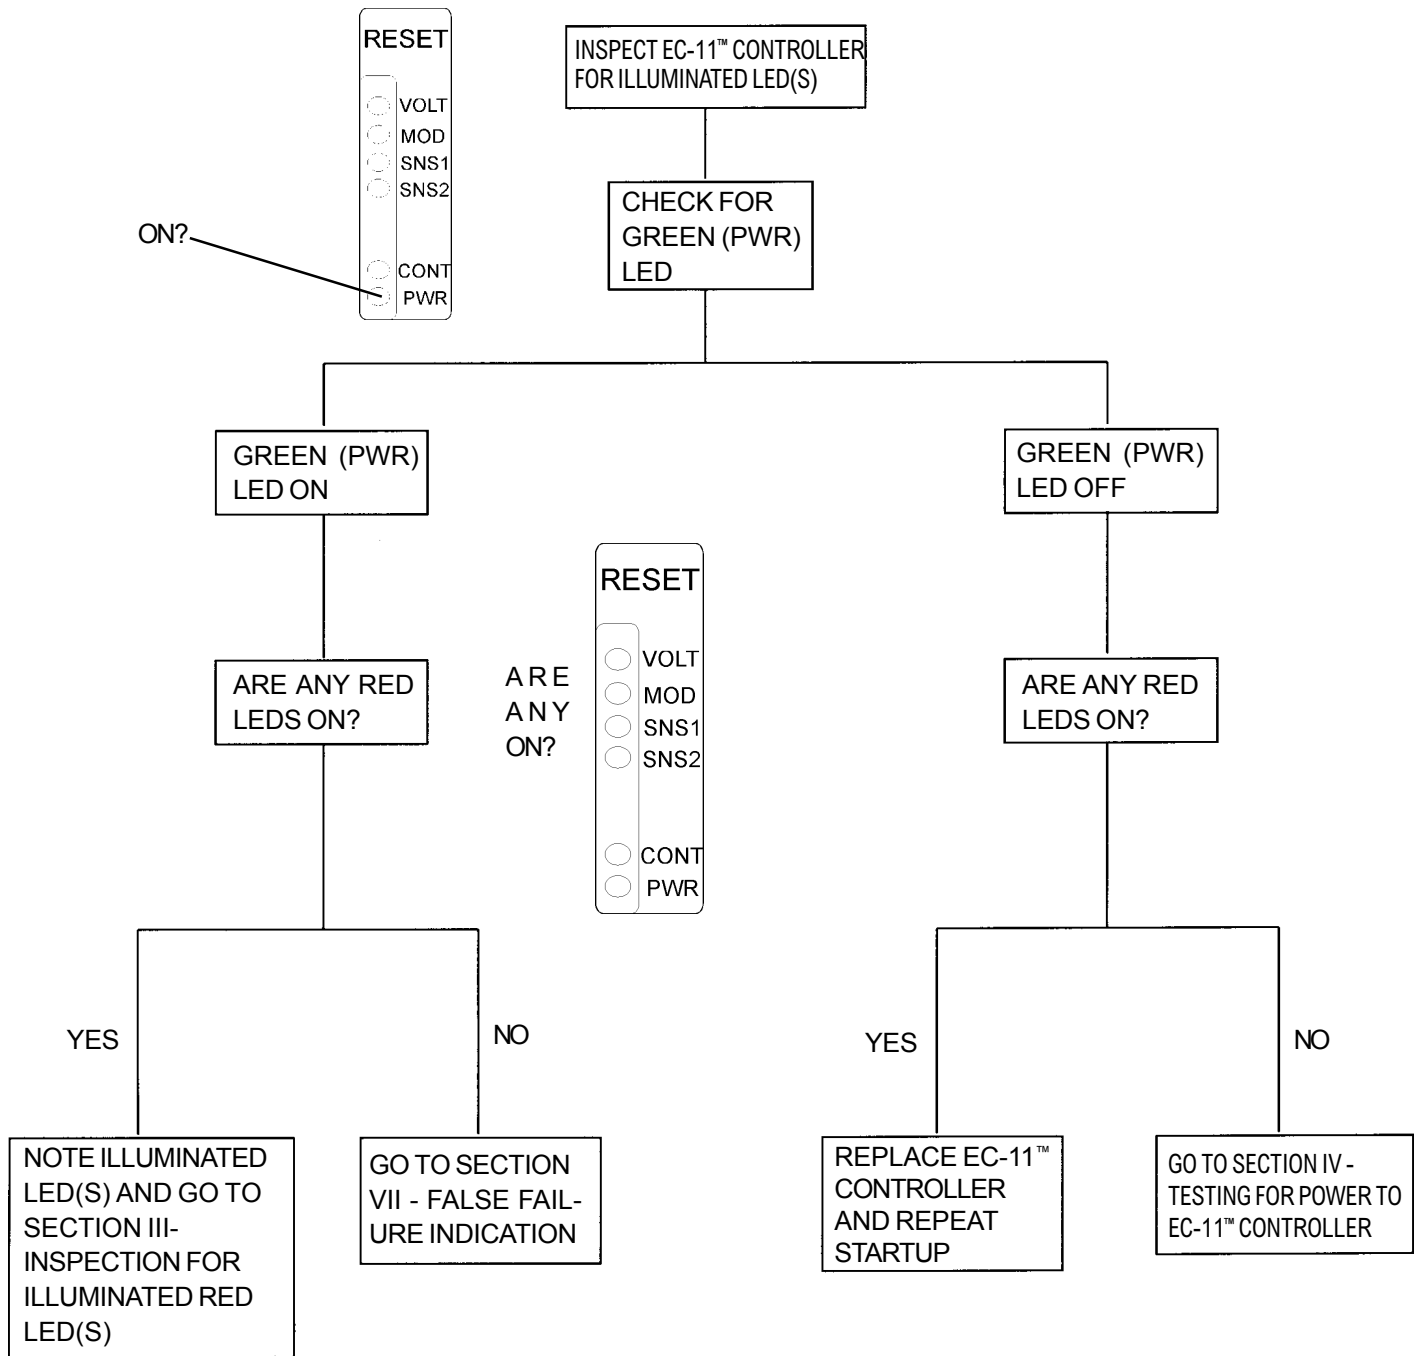 RESET
VOLT
MOD
SNS1
SNS2
CONT
PWR
ON?
INSPECT EC-11™ CONTROLLER
FOR ILLUMINATED LED(S)
CHECK FOR
GREEN (PWR)
LED
GREEN (PWR)
LED ON
GREEN (PWR)
LED OFF
ARE ANY RED
LEDS ON?
ARE
ANY
ON?
RESET
VOLT
MOD
SNS1
SNS2
CONT
PWR
ARE ANY RED
LEDS ON?
YES
NO
YES
NO
NOTE ILLUMINATED
LED(S) AND GO TO
SECTION III-
INSPECTION FOR
ILLUMINATED RED
LED(S)
GO TO SECTION
VII - FALSE FAIL-
URE INDICATION
REPLACE EC-11™
CONTROLLER
AND REPEAT
STARTUP
GO TO SECTION IV -
TESTING FOR POWER TO
EC-11™ CONTROLLER